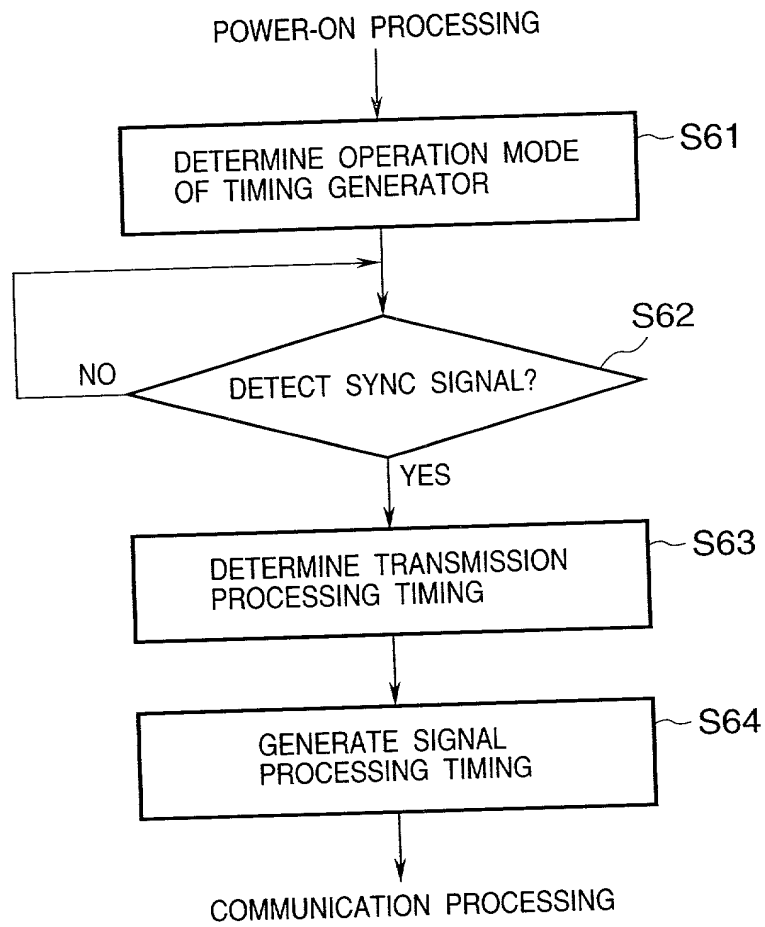 POWER-ON PROCESSING
DETERMINE OPERATION MODE
OF TIMING GENERATOR
S61
S62
NO
DETECT SYNC SIGNAL?
YES
DETERMINE TRANSMISSION
PROCESSING TIMING
S63
GENERATE SIGNAL
PROCESSING TIMING
S64
COMMUNICATION PROCESSING